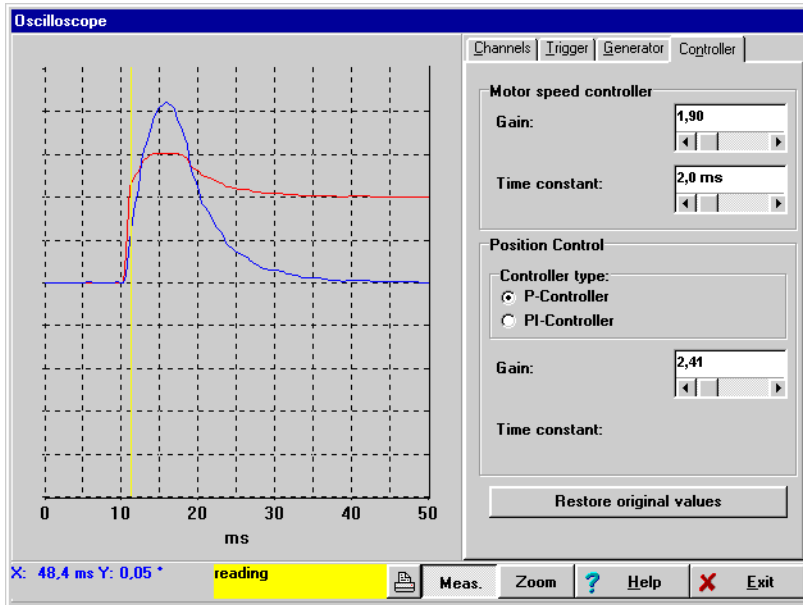 Oscilloscope
Channels Trigger Generator Controller
Motor speed controller
Gain:
1,90
Time constant:
2,0 ms
Position Control
Controller type:
P-Controller
PI-Controller
Gain:
2,41
Time constant:
Restore original values
0 10 20 30 40 50
ms
X: 48,4 ms Y: 0,05 °
reading
Meas. Zoom ? Help Exit